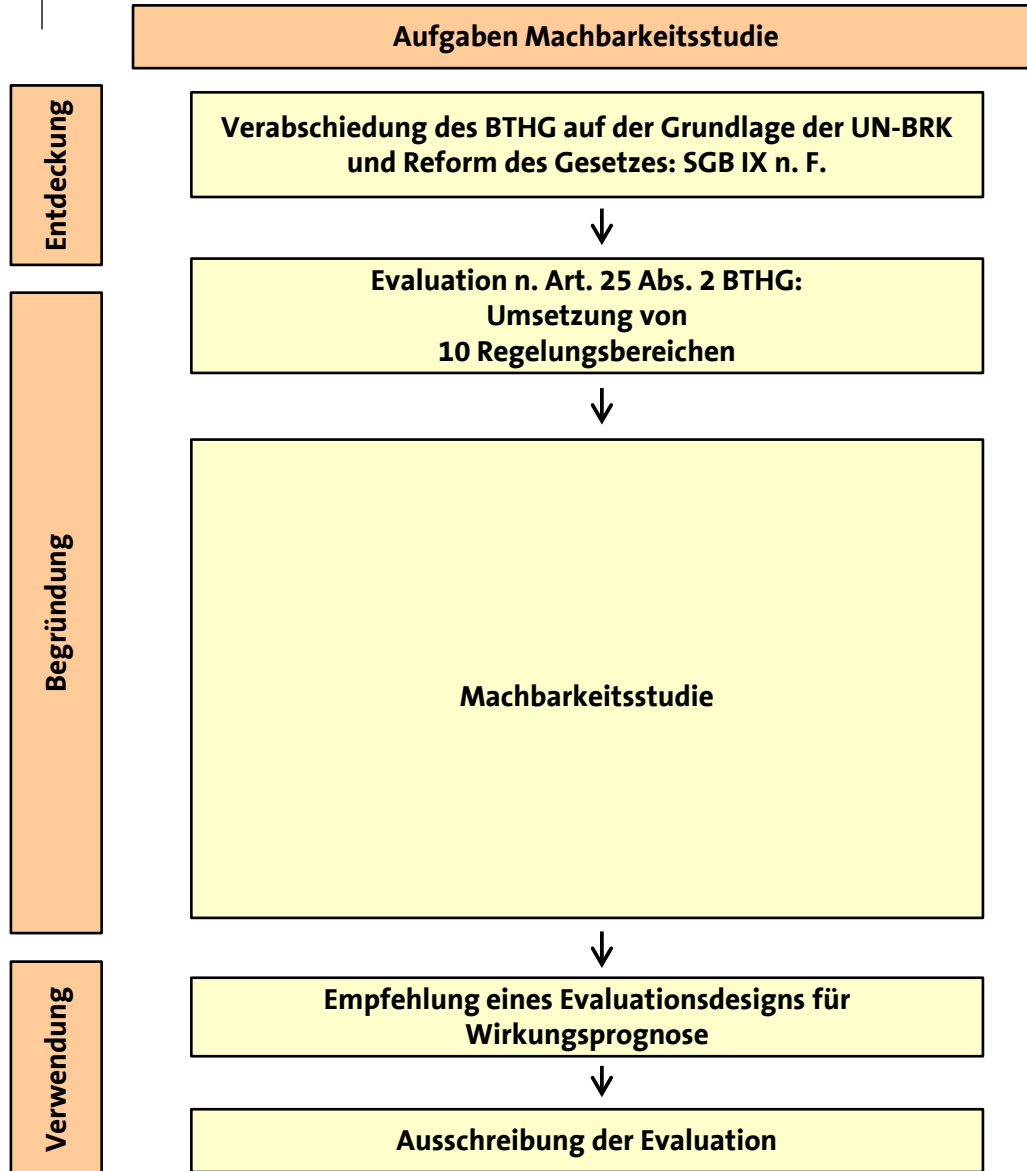 Aufgaben Machbarkeitsstudie
Entdeckung
Verabschiedung des BTHG auf der Grundlage der UN-BRK
und Reform des Gesetzes: SGB IX n. F.
Begründung
Evaluation n. Art. 25 Abs. 2 BTHG:
Umsetzung von
10 Regelungsbereichen
Machbarkeitsstudie
Verwendung
Empfehlung eines Evaluationsdesigns für
Wirkungsprognose
Ausschreibung der Evaluation